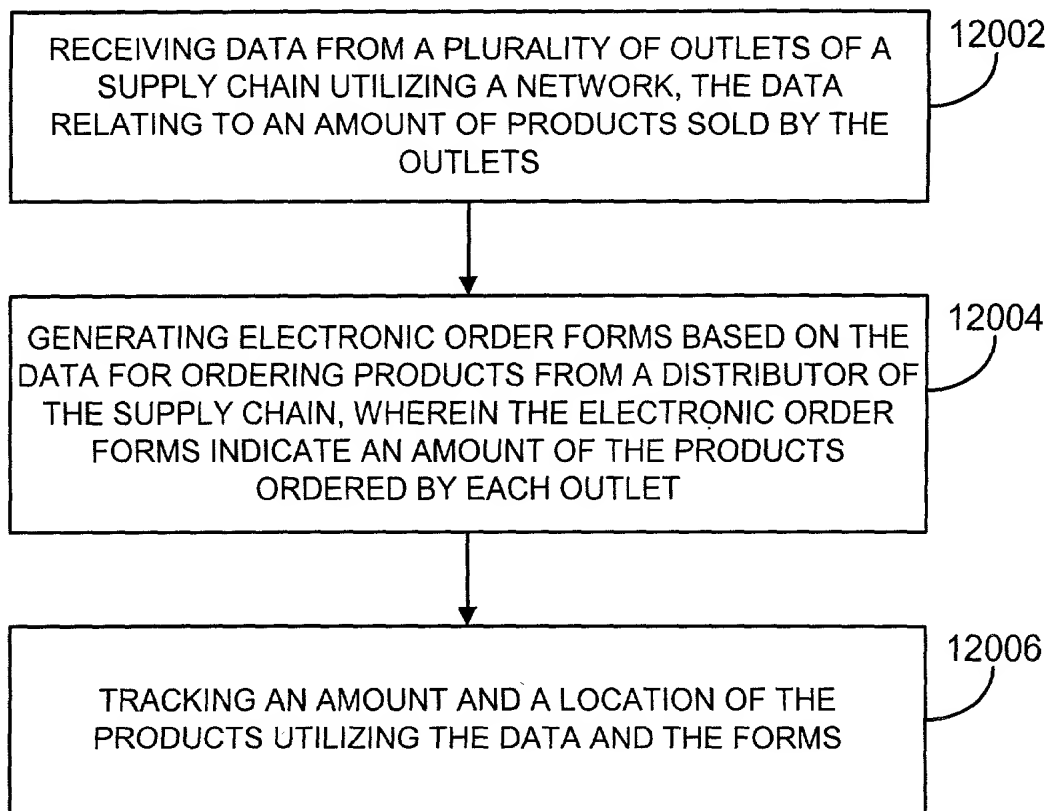 RECEIVING DATA FROM A PLURALITY OF OUTLETS OF A
SUPPLY CHAIN UTILIZING A NETWORK, THE DATA
RELATING TO AN AMOUNT OF PRODUCTS SOLD BY THE
OUTLETS
12002
GENERATING ELECTRONIC ORDER FORMS BASED ON THE
DATA FOR ORDERING PRODUCTS FROM A DISTRIBUTOR OF
THE SUPPLY CHAIN, WHEREIN THE ELECTRONIC ORDER
FORMS INDICATE AN AMOUNT OF THE PRODUCTS
ORDERED BY EACH OUTLET
12004
TRACKING AN AMOUNT AND A LOCATION OF THE
PRODUCTS UTILIZING THE DATA AND THE FORMS
12006